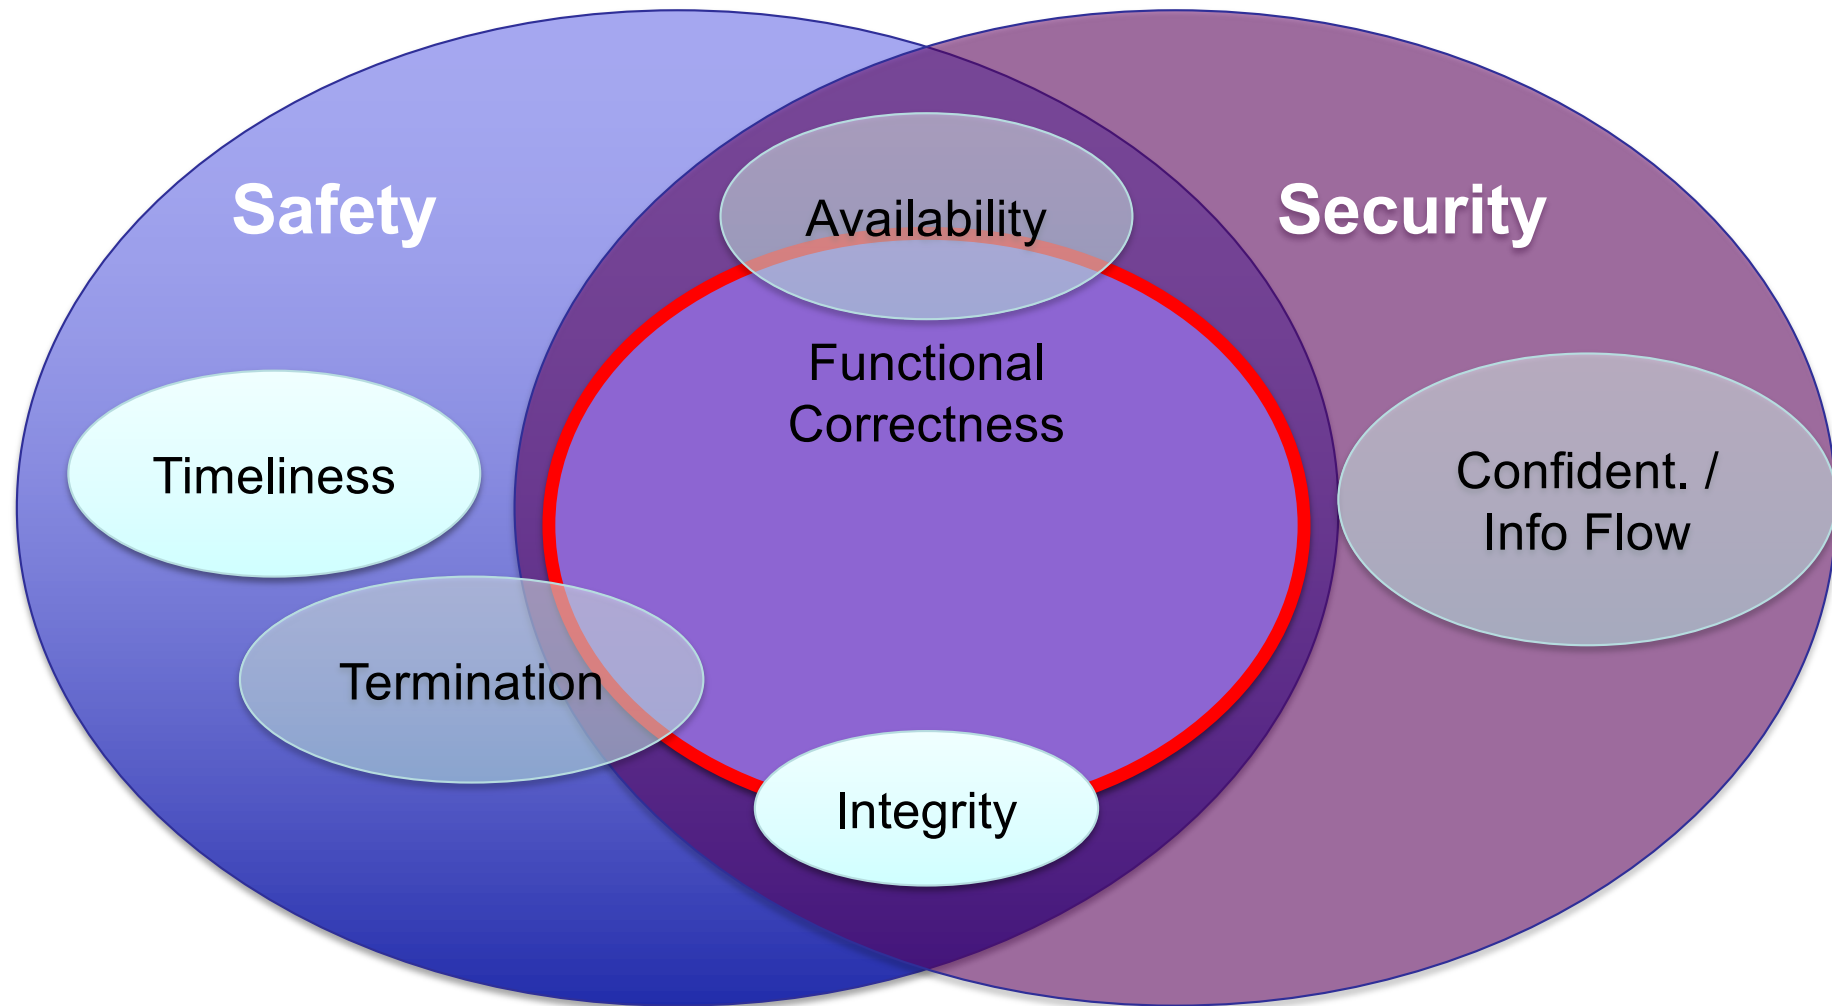 Safety
Security
Availability
Functional
Correctness
Timeliness
Confident. /
Info Flow
Termination
Integrity